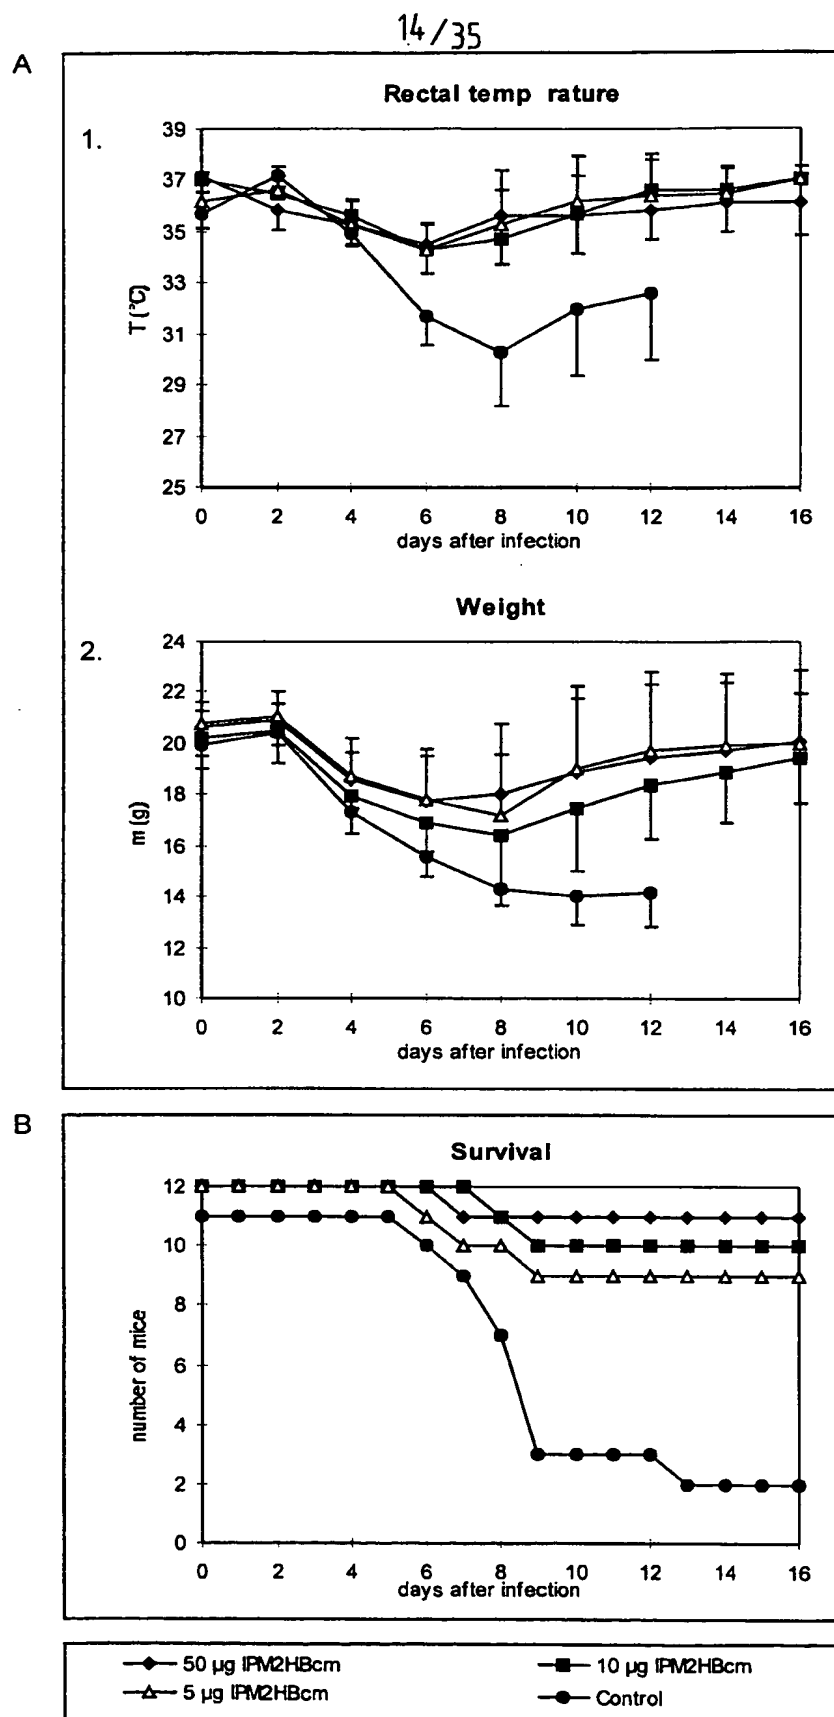 14/35
A
Rectal temp rature
1.
39
37
35
33
31
29
27
25
T (°C)
0 2 4 6 8 10 12 14 16
days after infection
Weight
2.
24
22
20
18
16
14
12
10
m (g)
0 2 4 6 8 10 12 14 16
days after infection
B
Survival
12
10
8
6
4
2
0
number of mice
0 2 4 6 8 10 12 14 16
days after infection
50 µg IPM2HBcm 10 µg IPM2HBcm
5 µg IPM2HBcm Control